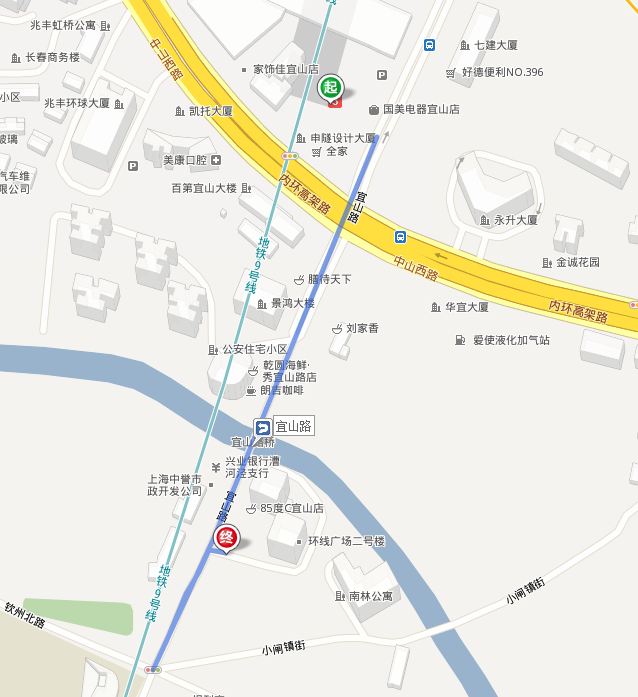 兆丰虹桥公寓
长春商务楼
中山西路
地铁9号线
家饰佳宜山店
七建大厦
好德便利NO.396
小区
兆丰环球大厦
凯托大厦
起
国美电器宜山店
玻璃
美康口腔
申隧设计大厦
全家
汽车维
限公司
百第宜山大楼
内环高架路
宜山路
永升大厦
地铁9号线
膳待天下
中山西路
金诚花园
景鸿大楼
华宜大厦
内环高架路
刘家香
爱使液化加气站
公安住宅小区
乾圆海鲜·
秀宜山路店
朗吉咖啡
宜山路
宜山路桥
兴业银行漕
河泾支行
上海中誉市
政开发公司
宜山路
85度C宜山店
终
环线广场二号楼
地铁9号线
南林公寓
小闸镇街
钦州北路
小闸镇街